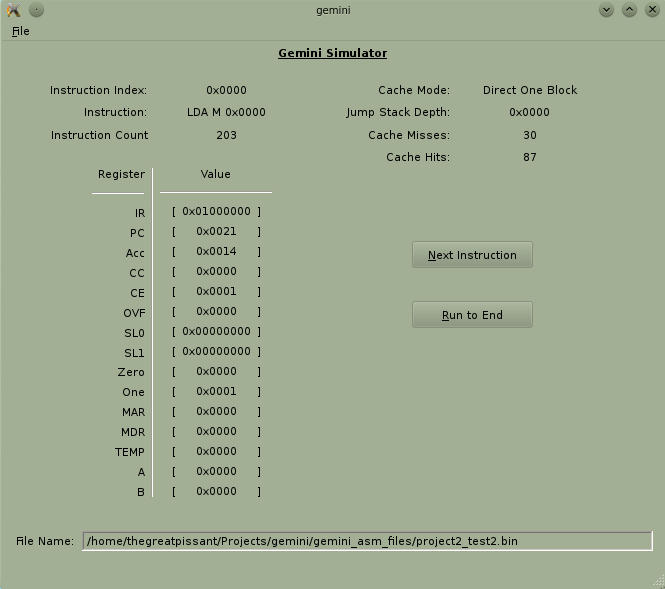 gemini
File
Gemini Simulator
Instruction Index: 0x0000 Cache Mode: Direct One Block
Instruction: LDA M 0x0000 Jump Stack Depth: 0x0000
Instruction Count 203 Cache Misses: 30
Cache Hits: 87
Register Value
IR [ 0x01000000 ]
PC [ 0x0021 ]
Acc [ 0x0014 ]
CC [ 0x0000 ]
CE [ 0x0001 ]
OVF [ 0x0000 ]
SL0 [ 0x00000000 ]
SL1 [ 0x00000000 ]
Zero [ 0x0000 ]
One [ 0x0001 ]
MAR [ 0x0000 ]
MDR [ 0x0000 ]
TEMP [ 0x0000 ]
A [ 0x0000 ]
B [ 0x0000 ]
Next Instruction
Run to End
File Name: /home/thegreatpissant/Projects/gemini/gemini_asm_files/project2_test2.bin